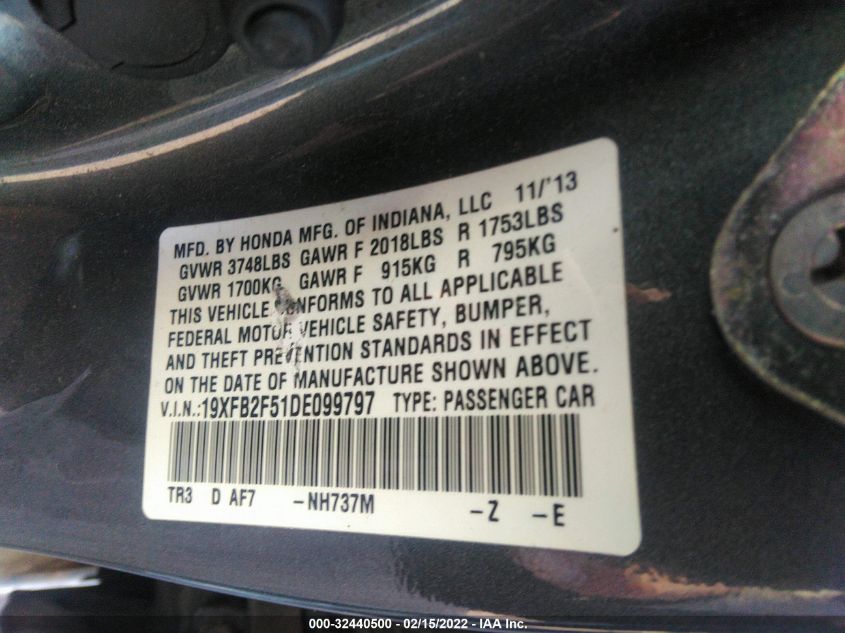 MFD. BY HONDA MFG. OF INDIANA, LLC 11/'13
GVWR 3748LBS GAWR F 2018LBS R 1753LBS
GVWR 1700KG GAWR F 915KG R 795KG
THIS VEHICLE CONFORMS TO ALL APPLICABLE
FEDERAL MOTOR VEHICLE SAFETY, BUMPER,
AND THEFT PREVENTION STANDARDS IN EFFECT
ON THE DATE OF MANUFACTURE SHOWN ABOVE.
V.I.N.:19XFB2F51DE099797 TYPE: PASSENGER CAR
TR3 D AF7 -NH737M -Z -E
000-32440500 - 02/15/2022 - IAA Inc.